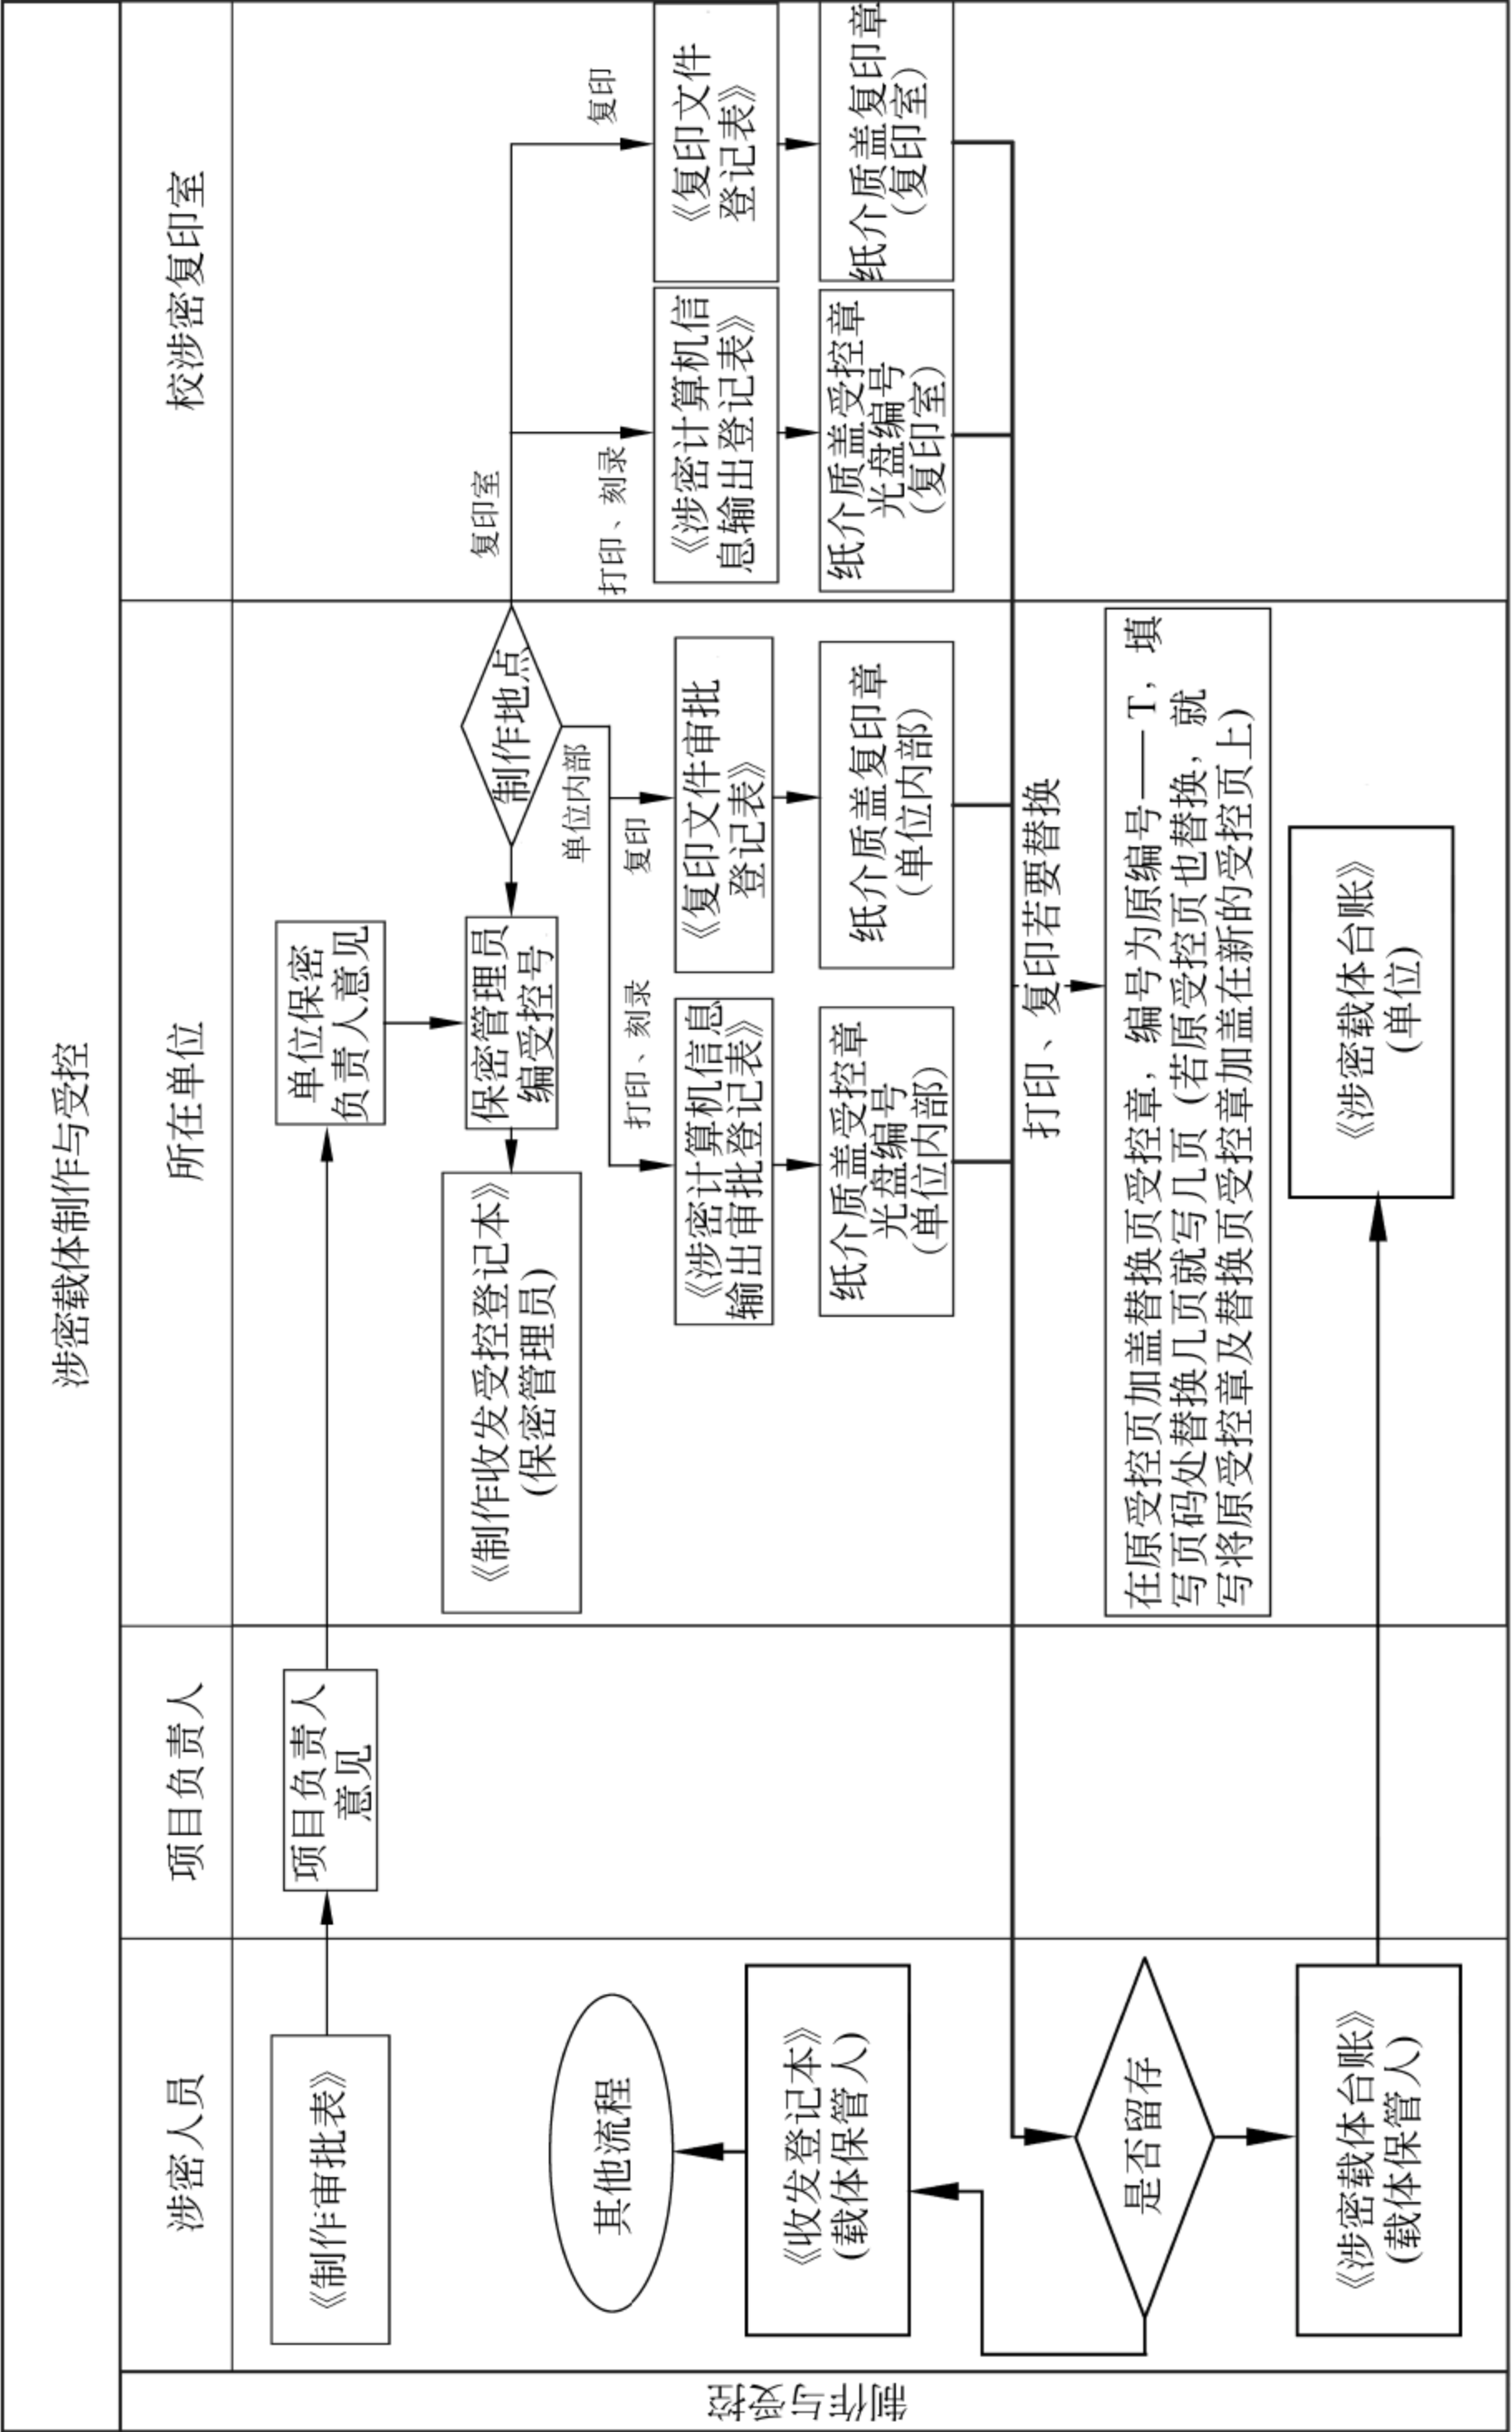 涉密载体制作与受控
涉密人员
项目负责人
所在单位
校涉密复印室
制作与受控
《制作审批表》
项目负责人
意见
单位保密
负责人意见
保密管理员
编受控号
《制作收发受控登记本》
(保密管理员)
制作地点
复印室
单位内部
打印、刻录
复印
打印、刻录
复印
《涉密计算机信息
输出审批登记表》
《复印文件审批
登记表》
《涉密计算机信
息输出登记表》
《复印文件
登记表》
纸介质盖受控章
光盘编号
(单位内部)
纸介质盖复印章
(单位内部)
纸介质盖受控章
光盘编号
(复印室)
纸介质盖复印章
(复印室)
其他流程
《收发登记本》
(载体保管人)
打印、复印若要替换
在原受控页加盖替换页受控章，编号为原编号——T，填
写页码处替换几页就写几页 (若原受控页也替换，就
写将原受控章及替换页受控章加盖在新的受控页上)
是否留存
《涉密载体台账》
(载体保管人)
《涉密载体台账》
(单位)